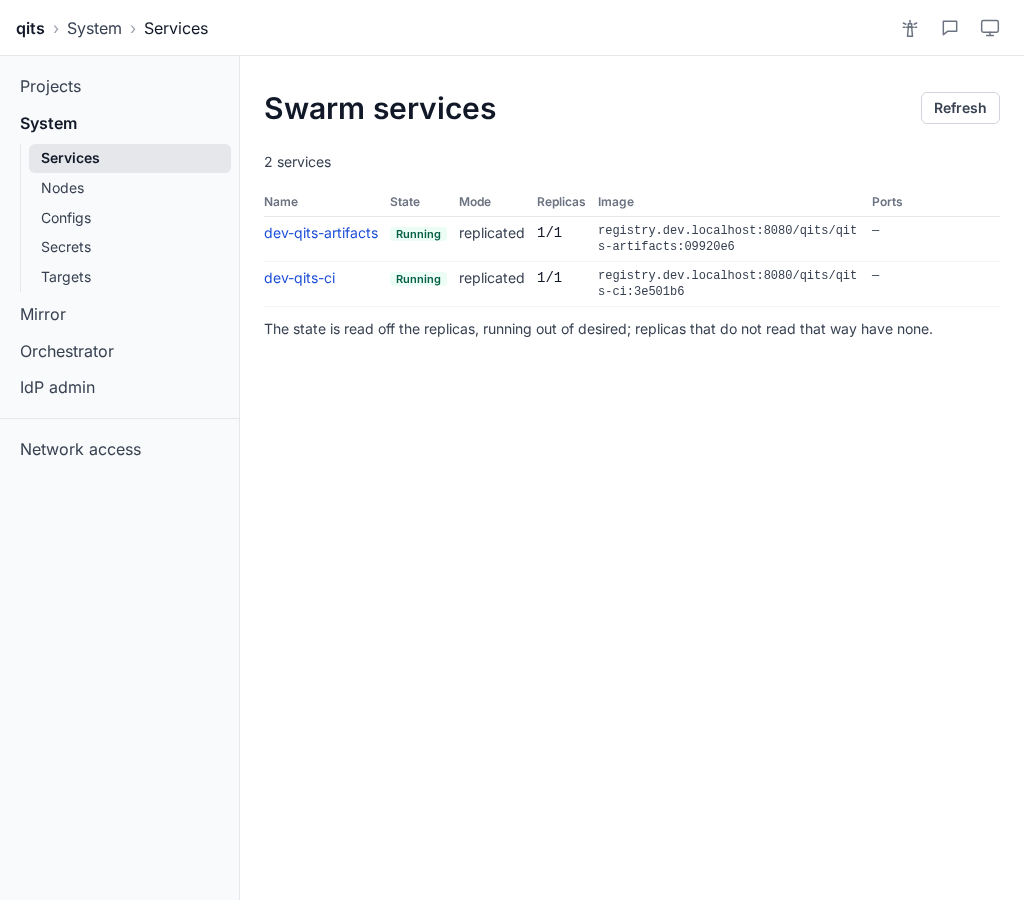 qits › System › Services
Projects
System
Services
Nodes
Configs
Secrets
Targets
Mirror
Orchestrator
IdP admin
Network access
Swarm services
Refresh
2 services
Name State Mode Replicas Image Ports
dev-qits-artifacts Running replicated 1/1 registry.dev.localhost:8080/qits/qit —
s-artifacts:09920e6
dev-qits-ci Running replicated 1/1 registry.dev.localhost:8080/qits/qit —
s-ci:3e501b6
The state is read off the replicas, running out of desired; replicas that do not read that way have none.